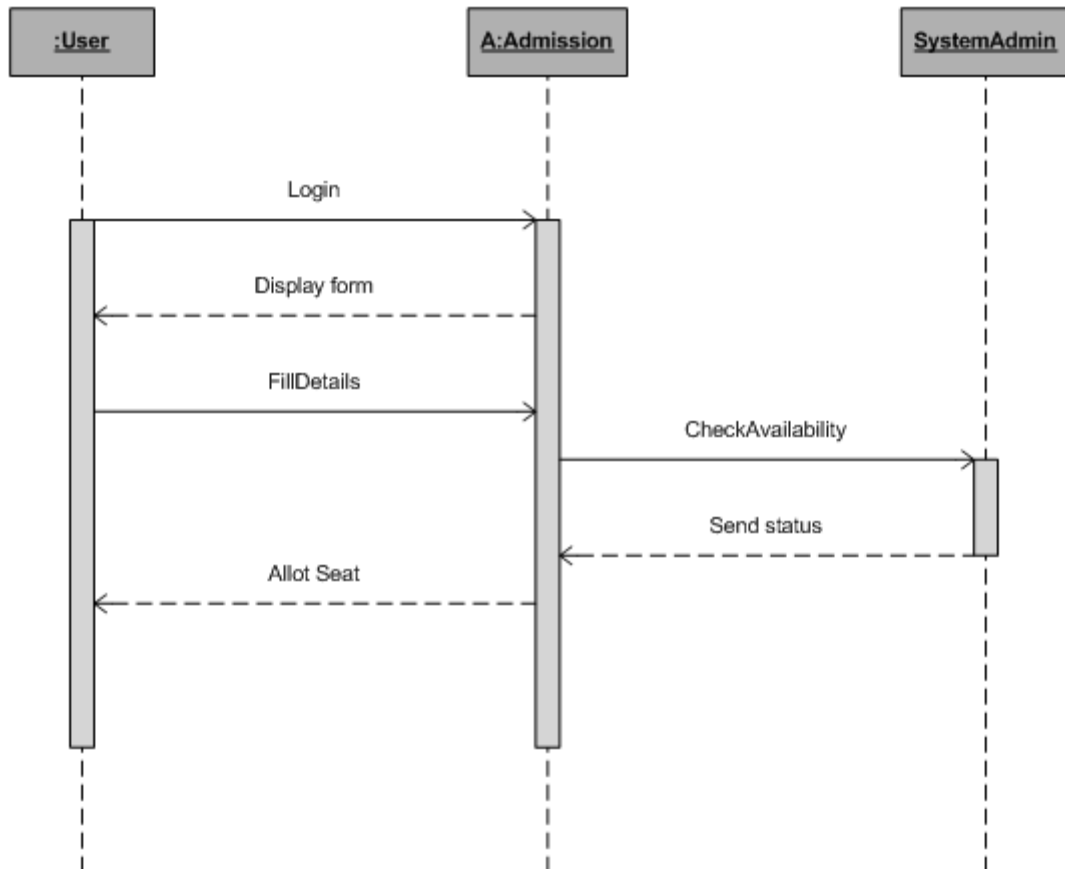 :User
A:Admission
SystemAdmin
Login
Display form
FillDetails
CheckAvailability
Send status
Allot Seat